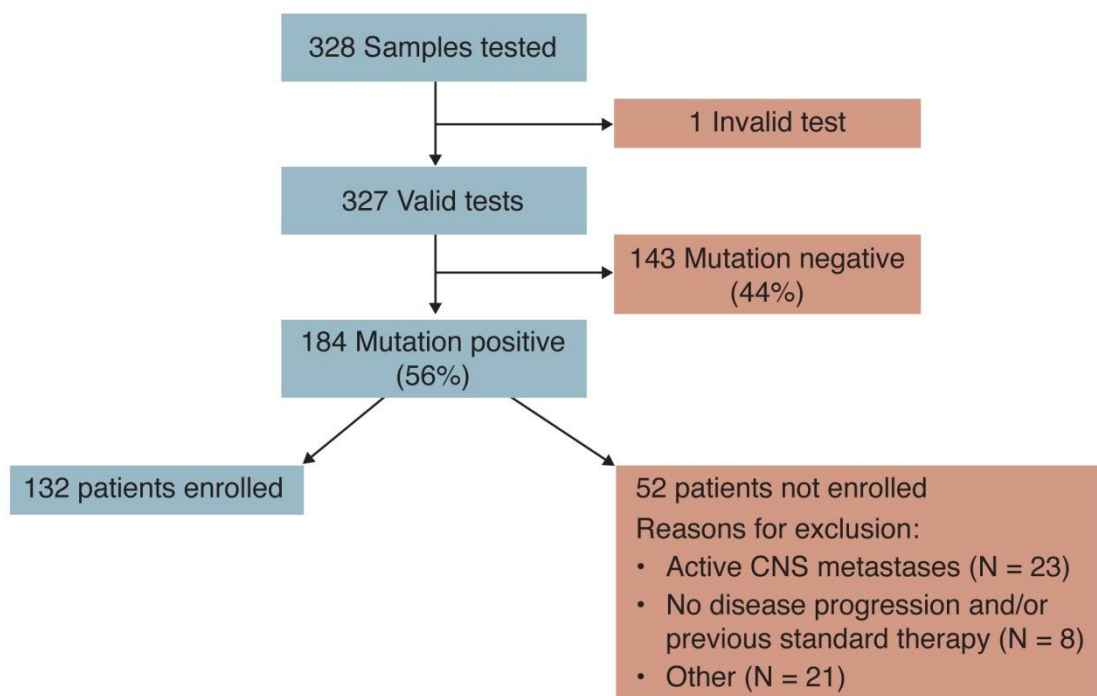 328 Samples tested
1 Invalid test
327 Valid tests
143 Mutation negative
(44%)
184 Mutation positive
(56%)
132 patients enrolled
52 patients not enrolled
Reasons for exclusion:
• Active CNS metastases (N = 23)
• No disease progression and/or
previous standard therapy (N = 8)
• Other (N = 21)